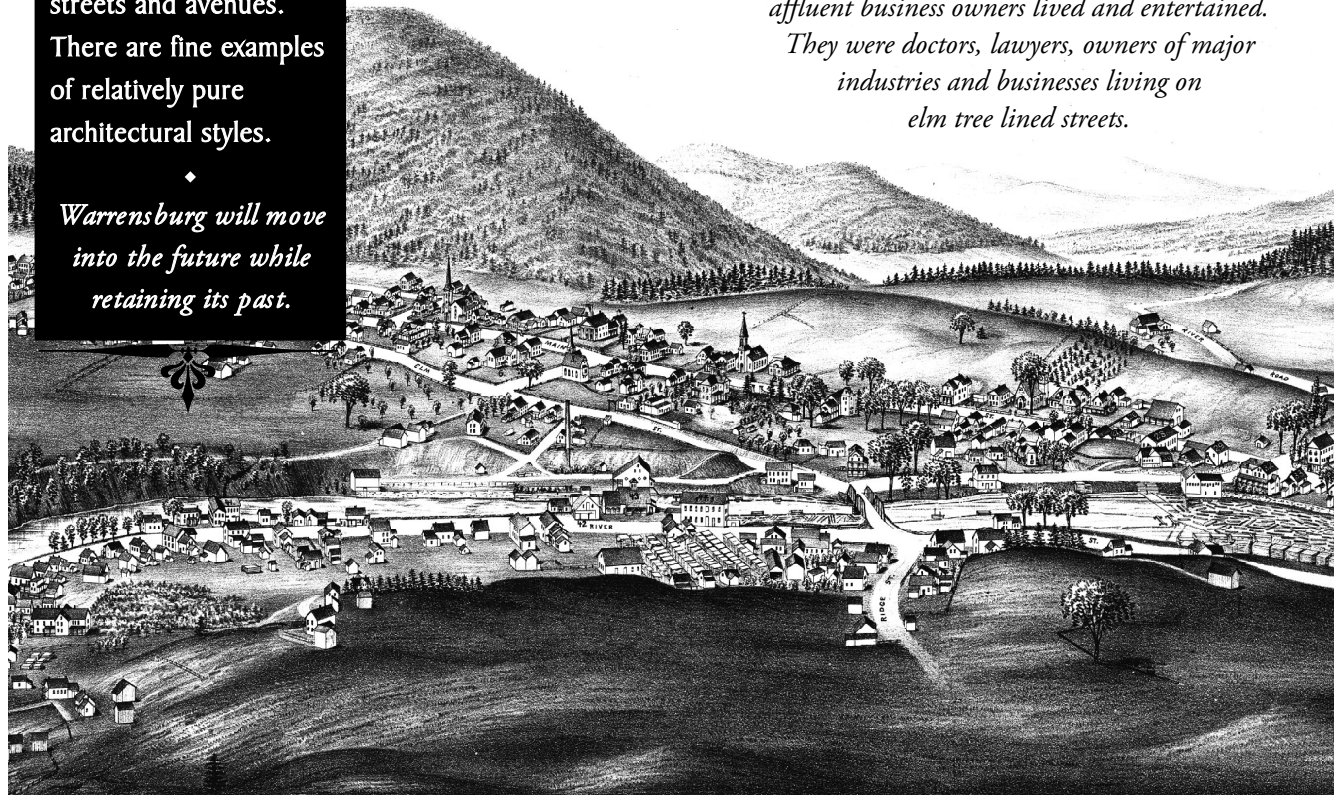 streets and avenues.
There are fine examples
of relatively pure
architectural styles.
Warrensburg will move
into the future while
retaining its past.
affluent business owners lived and entertained.
They were doctors, lawyers, owners of major
industries and businesses living on
elm tree lined streets.
MAIN
ELM
ST.
RIVER
ROAD
RIVER
ST.
RIDGE
ST.